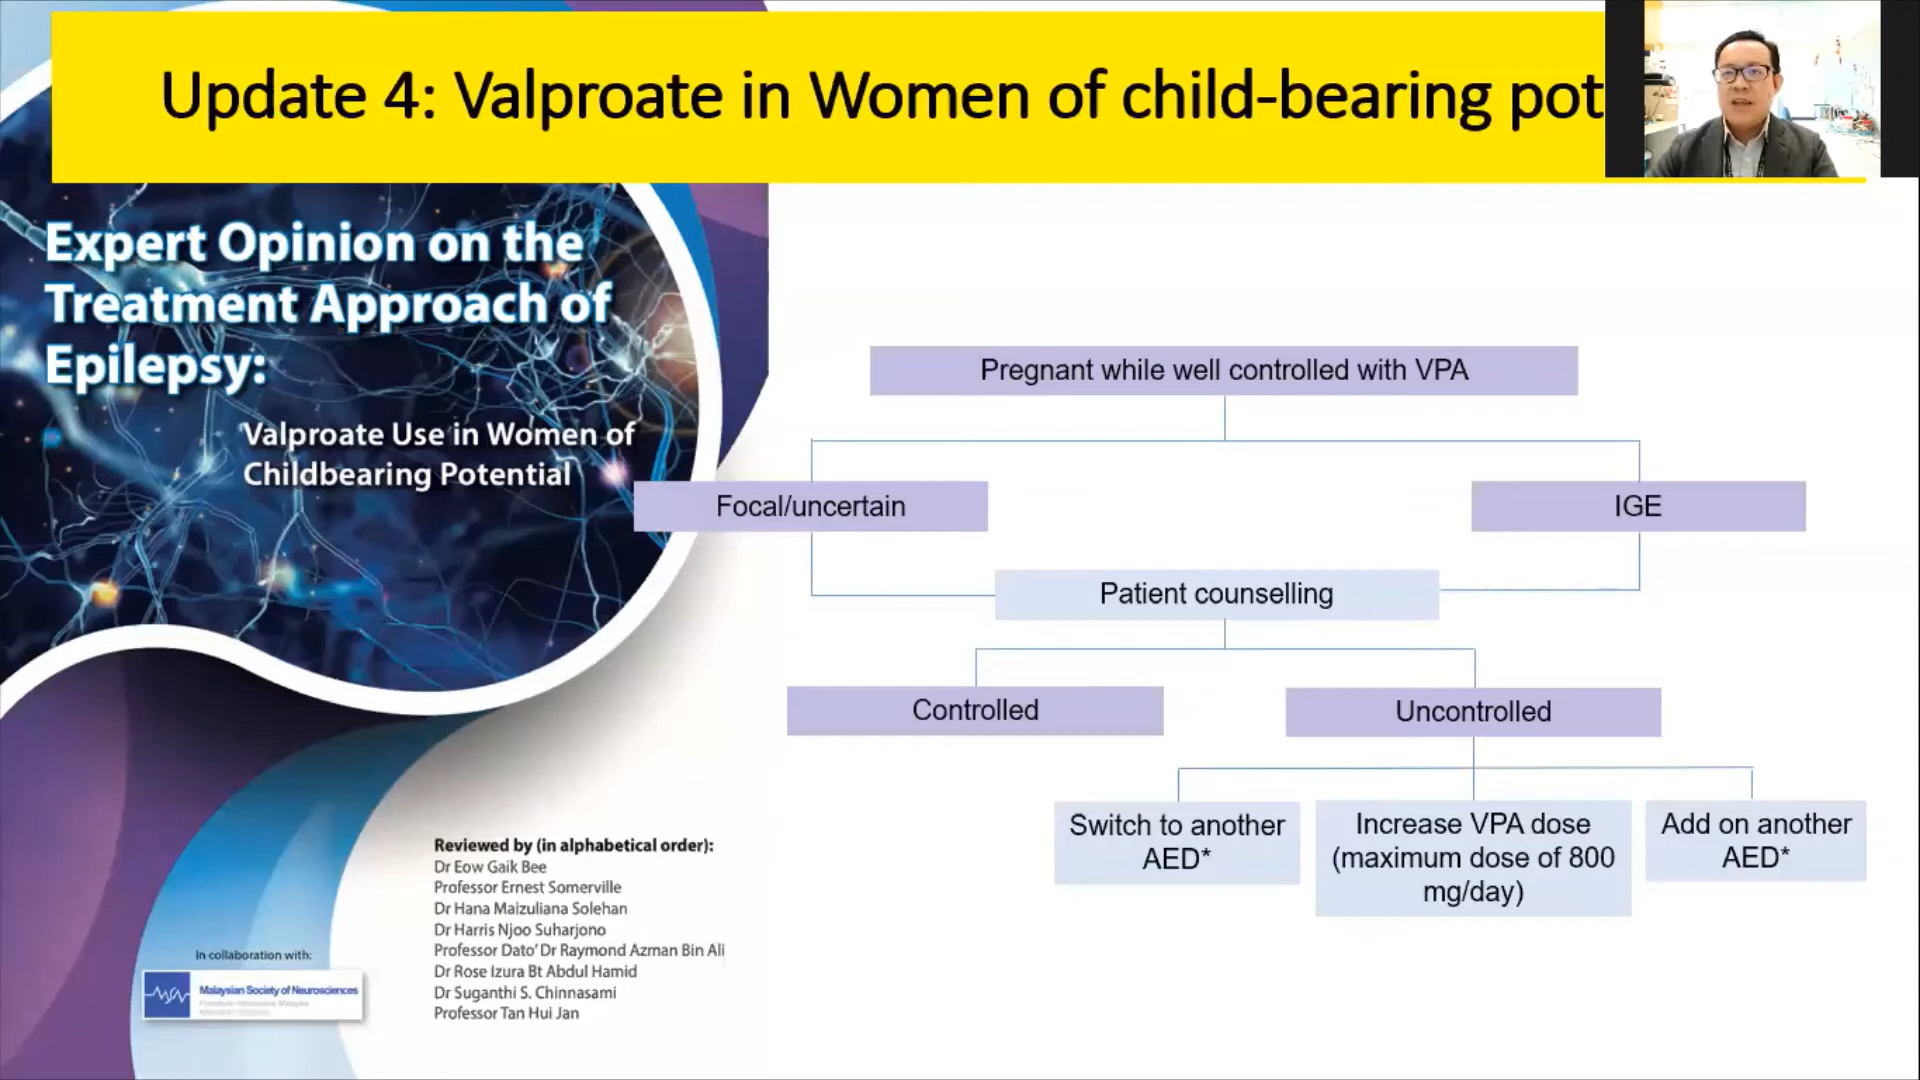 Update 4: Valproate in Women of child-bearing pot
Expert Opinion on the
Treatment Approach of
Epilepsy:
Valproate Use in Women of
Childbearing Potential
Reviewed by (in alphabetical order):
Dr Eow Gaik Bee
Professor Ernest Somerville
Dr Hana Maizuliana Solehan
Dr Harris Njoo Suharjono
Professor Dato' Dr Raymond Azman Bin Ali
Dr Rose Izura Bt Abdul Hamid
Dr Suganthi S. Chinnasami
Professor Tan Hui Jan
In collaboration with:
Malaysian Society of Neurosciences
Pregnant while well controlled with VPA
Focal/uncertain
IGE
Patient counselling
Controlled
Uncontrolled
Switch to another
AED*
Increase VPA dose
(maximum dose of 800
mg/day)
Add on another
AED*